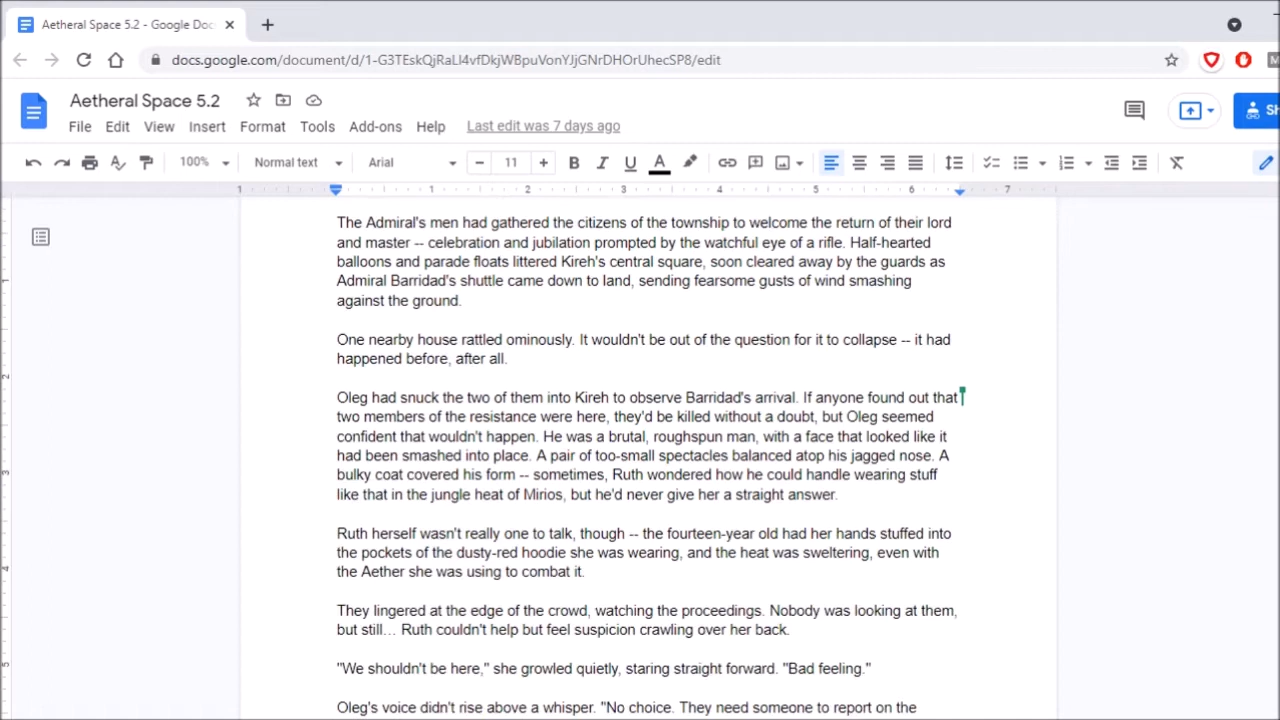 Aetheral Space 5.2 - Google Doc
docs.google.com/document/d/1-G3TEskQjRaLl4vfDkjWBpuVonYJjGNrDHOrUhecSP8/edit
Aetheral Space 5.2
File Edit View Insert Format Tools Add-ons Help Last edit was 7 days ago
100% Normal text Arial 11
1 1 2 3 4 5 6 7
The Admiral's men had gathered the citizens of the township to welcome the return of their lord
and master -- celebration and jubilation prompted by the watchful eye of a rifle. Half-hearted
balloons and parade floats littered Kireh's central square, soon cleared away by the guards as
Admiral Barridad's shuttle came down to land, sending fearsome gusts of wind smashing
against the ground.
One nearby house rattled ominously. It wouldn't be out of the question for it to collapse -- it had
happened before, after all.
Oleg had snuck the two of them into Kireh to observe Barridad's arrival. If anyone found out that
two members of the resistance were here, they'd be killed without a doubt, but Oleg seemed
confident that wouldn't happen. He was a brutal, roughspun man, with a face that looked like it
had been smashed into place. A pair of too-small spectacles balanced atop his jagged nose. A
bulky coat covered his form -- sometimes, Ruth wondered how he could handle wearing stuff
like that in the jungle heat of Mirios, but he'd never give her a straight answer.
Ruth herself wasn't really one to talk, though -- the fourteen-year old had her hands stuffed into
the pockets of the dusty-red hoodie she was wearing, and the heat was sweltering, even with
the Aether she was using to combat it.
They lingered at the edge of the crowd, watching the proceedings. Nobody was looking at them,
but still… Ruth couldn't help but feel suspicion crawling over her back.
"We shouldn't be here," she growled quietly, staring straight forward. "Bad feeling."
Oleg's voice didn't rise above a whisper. "No choice. They need someone to report on the